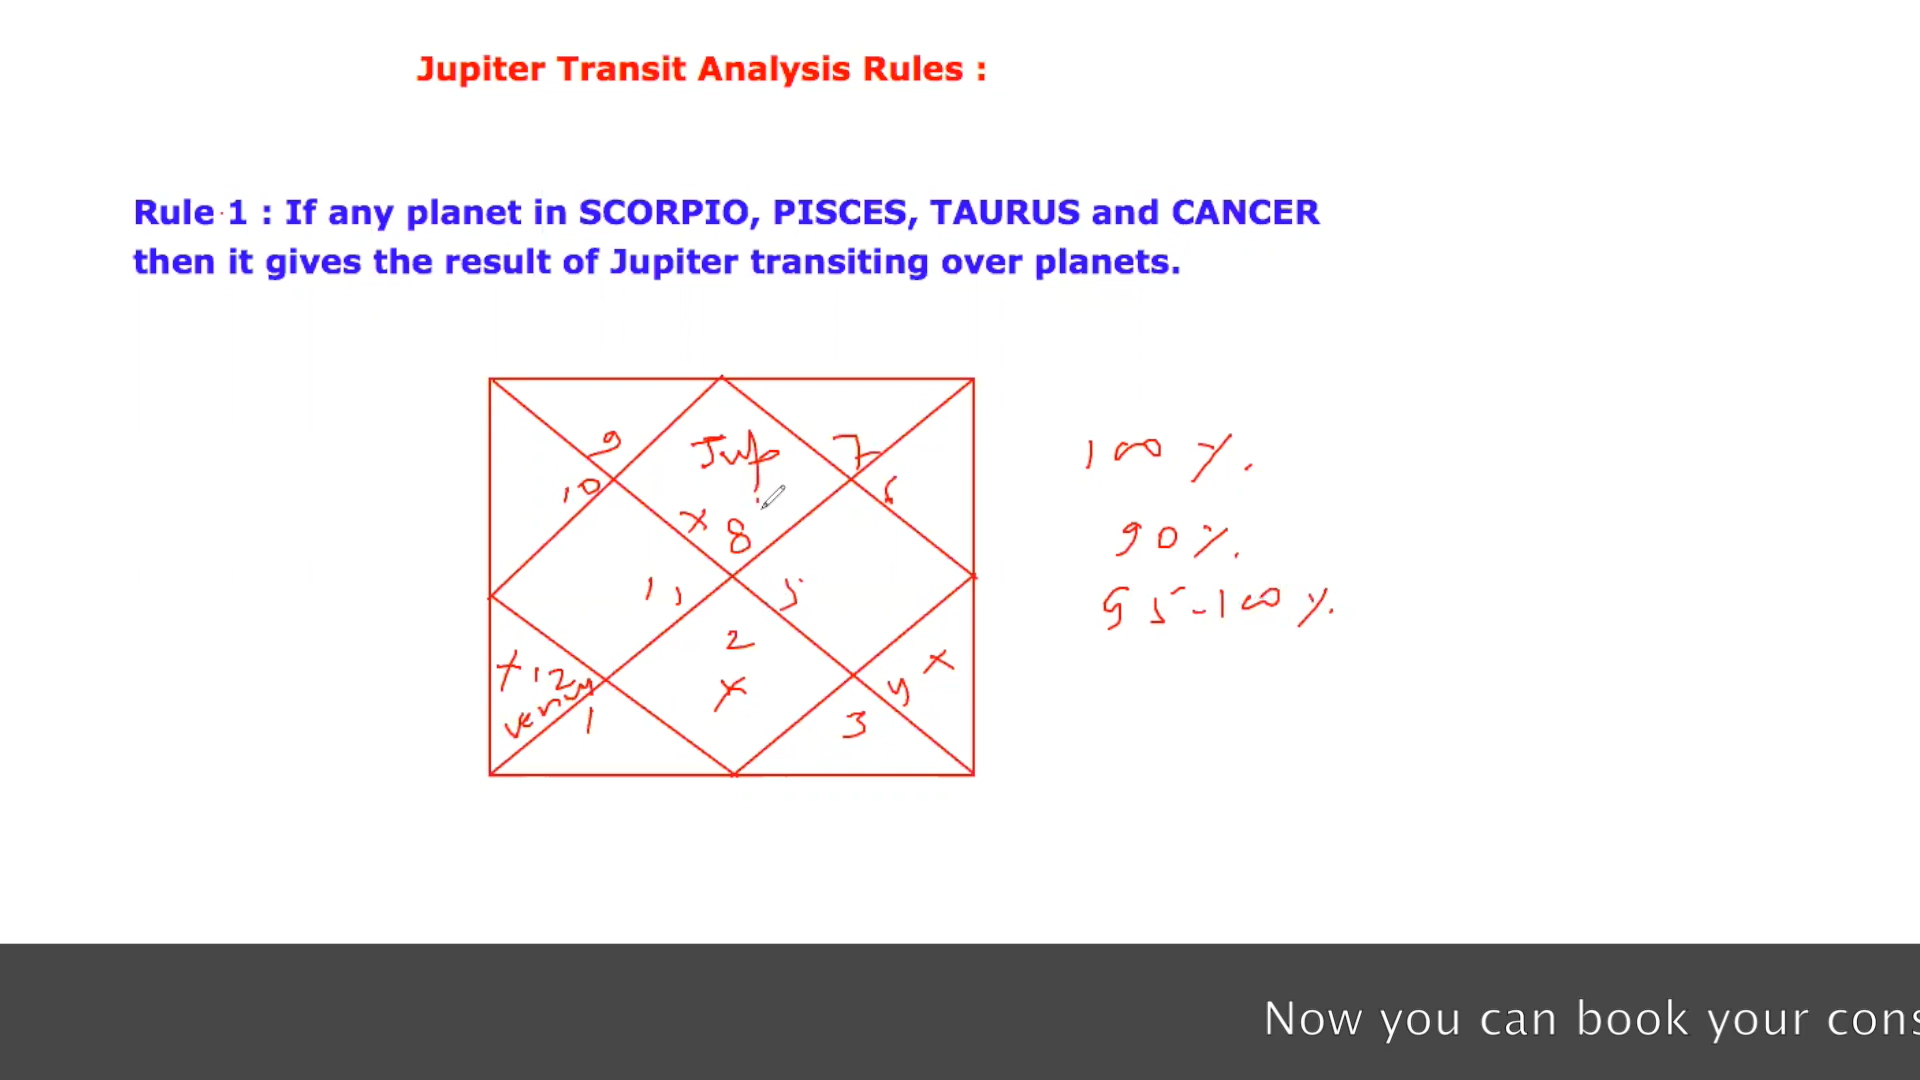 Jupiter Transit Analysis Rules :
Rule 1 : If any planet in SCORPIO, PISCES, TAURUS and CANCER
then it gives the result of Jupiter transiting over planets.
9
Jup
7
10
6
x 8
11
5
2
x 12
x
venus
1
x
3
100 %.
90 %.
95-100 %.
Now you can book your cons